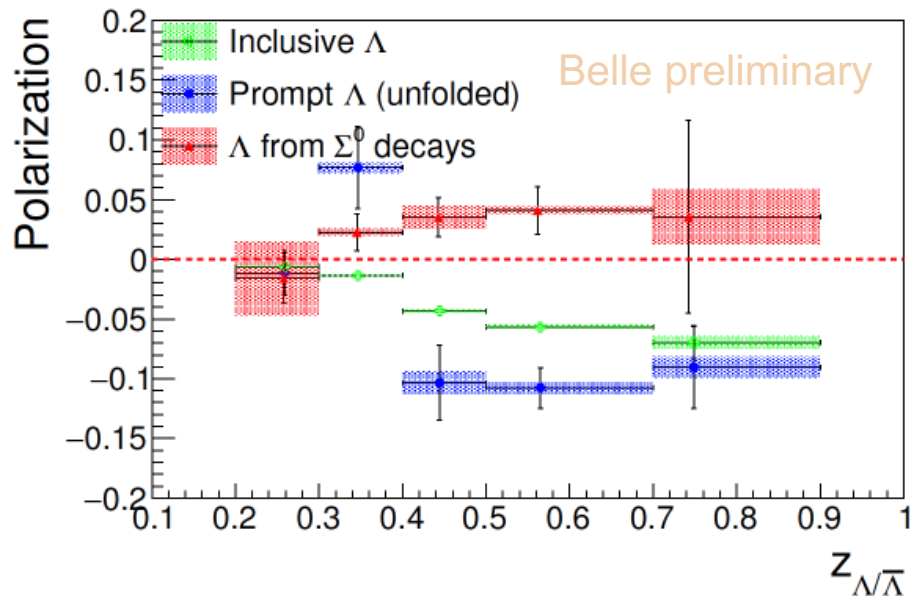 Polarization
0.2
0.15
0.1
0.05
0
−0.05
−0.1
−0.15
−0.2
Inclusive Λ
Prompt Λ (unfolded)
Λ from Σ⁰ decays
Belle preliminary
0.1 0.2 0.3 0.4 0.5 0.6 0.7 0.8 0.9 1
z_Λ/Λ̅